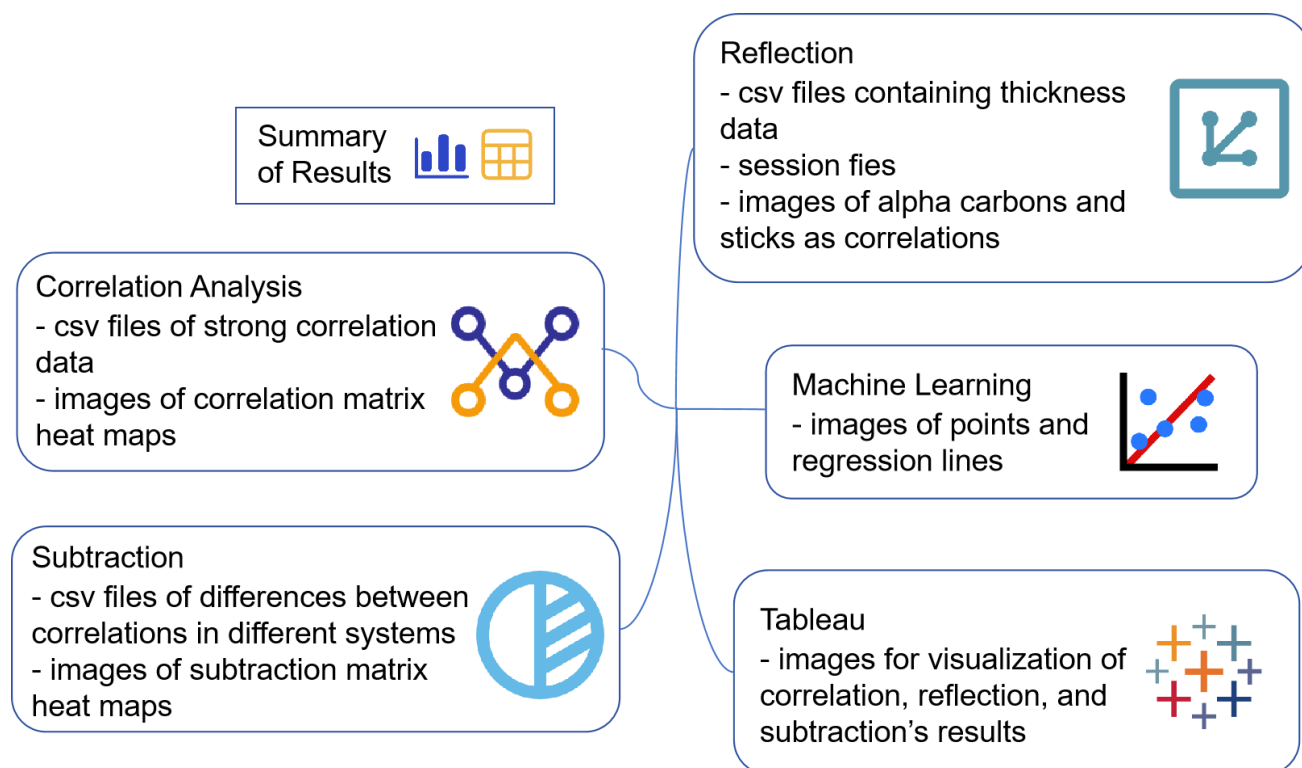 Summary
of Results
Correlation Analysis
- csv files of strong correlation
data
- images of correlation matrix
heat maps
Subtraction
- csv files of differences between
correlations in different systems
- images of subtraction matrix
heat maps
Reflection
- csv files containing thickness
data
- session fies
- images of alpha carbons and
sticks as correlations
Machine Learning
- images of points and
regression lines
Tableau
- images for visualization of
correlation, reflection, and
subtraction’s results